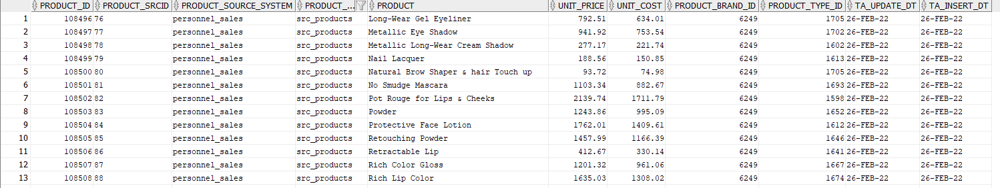 PRODUCT_ID PRODUCT_SRCID PRODUCT_SOURCE_SYSTEM PRODUCT_... PRODUCT UNIT_PRICE UNIT_COST PRODUCT_BRAND_ID PRODUCT_TYPE_ID TA_UPDATE_DT TA_INSERT_DT
1 108496 76 personnel_sales src_products Long-Wear Gel Eyeliner 792.51 634.01 6249 1705 26-FEB-22 26-FEB-22
2 108497 77 personnel_sales src_products Metallic Eye Shadow 941.92 753.54 6249 1702 26-FEB-22 26-FEB-22
3 108498 78 personnel_sales src_products Metallic Long-Wear Cream Shadow 277.17 221.74 6249 1602 26-FEB-22 26-FEB-22
4 108499 79 personnel_sales src_products Nail Lacquer 188.56 150.85 6249 1613 26-FEB-22 26-FEB-22
5 108500 80 personnel_sales src_products Natural Brow Shaper & hair Touch up 93.72 74.98 6249 1705 26-FEB-22 26-FEB-22
6 108501 81 personnel_sales src_products No Smudge Mascara 1103.34 882.67 6249 1693 26-FEB-22 26-FEB-22
7 108502 82 personnel_sales src_products Pot Rouge for Lips & Cheeks 2139.74 1711.79 6249 1598 26-FEB-22 26-FEB-22
8 108503 83 personnel_sales src_products Powder 1243.86 995.09 6249 1652 26-FEB-22 26-FEB-22
9 108504 84 personnel_sales src_products Protective Face Lotion 1762.01 1409.61 6249 1612 26-FEB-22 26-FEB-22
10 108505 85 personnel_sales src_products Retouching Powder 1457.99 1166.39 6249 1646 26-FEB-22 26-FEB-22
11 108506 86 personnel_sales src_products Retractable Lip 412.67 330.14 6249 1641 26-FEB-22 26-FEB-22
12 108507 87 personnel_sales src_products Rich Color Gloss 1201.32 961.06 6249 1667 26-FEB-22 26-FEB-22
13 108508 88 personnel_sales src_products Rich Lip Color 1635.03 1308.02 6249 1674 26-FEB-22 26-FEB-22